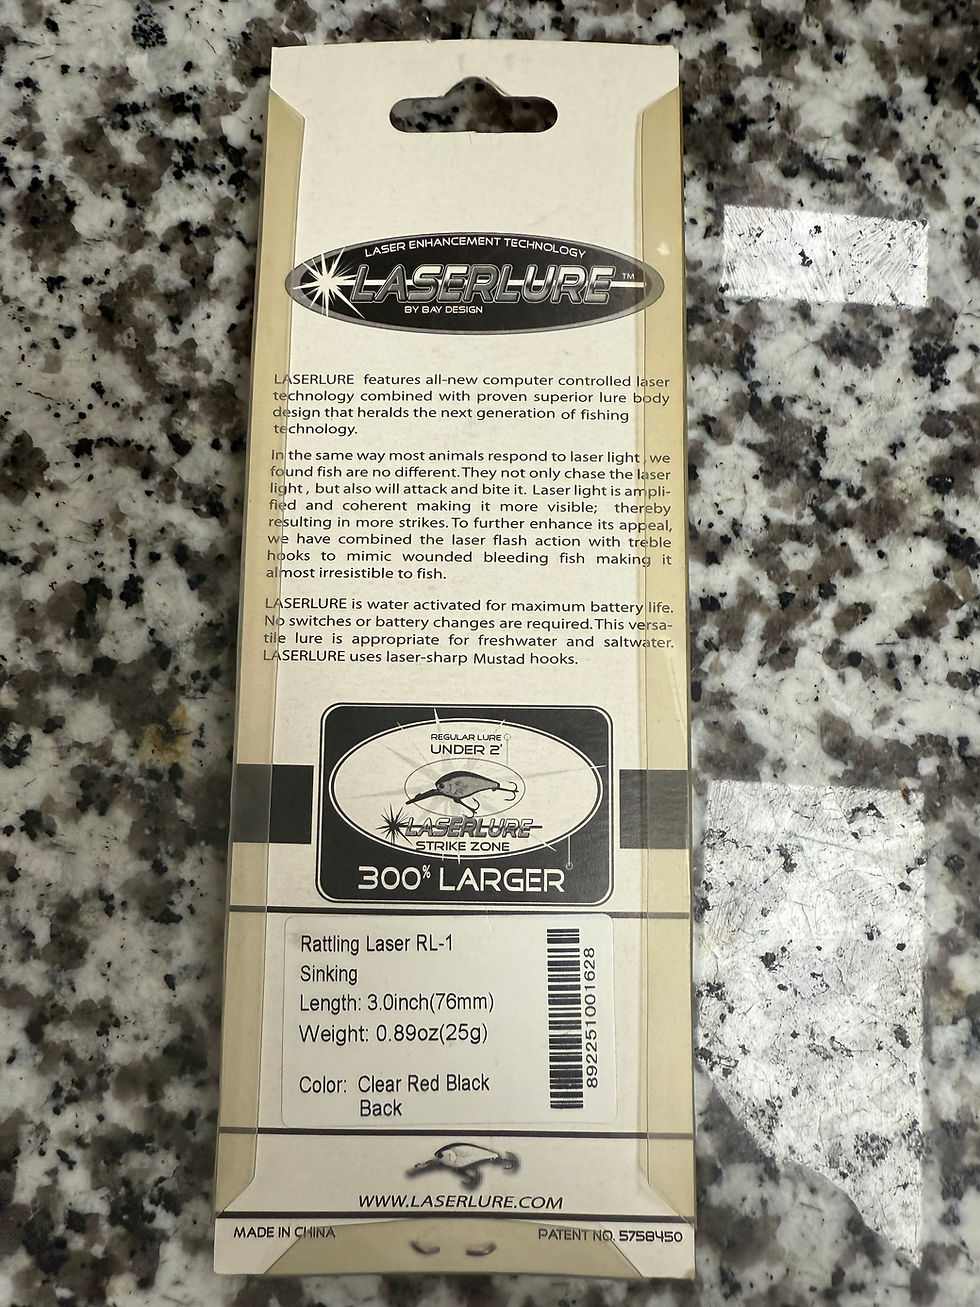 LASER ENHANCEMENT TECHNOLOGY
LASERLURE™
BY BAY DESIGN
LASERLURE features all-new computer controlled laser
technology combined with proven superior lure body
design that heralds the next generation of fishing
technology.
In the same way most animals respond to laser light , we
found fish are no different. They not only chase the laser
light , but also will attack and bite it. Laser light is ampli-
fied and coherent making it more visible; thereby
resulting in more strikes. To further enhance its appeal,
we have combined the laser flash action with treble
hooks to mimic wounded bleeding fish making it
almost irresistible to fish.
LASERLURE is water activated for maximum battery life.
No switches or battery changes are required. This versa-
tile lure is appropriate for freshwater and saltwater.
LASERLURE uses laser-sharp Mustad hooks.
REGULAR LURE
UNDER 2'
LASERLURE
STRIKE ZONE
300% LARGER
Rattling Laser RL-1
Sinking
Length: 3.0inch(76mm)
Weight: 0.89oz(25g)
Color: Clear Red Black
Back
892251001628
WWW.LASERLURE.COM
MADE IN CHINA
PATENT NO. 5758450